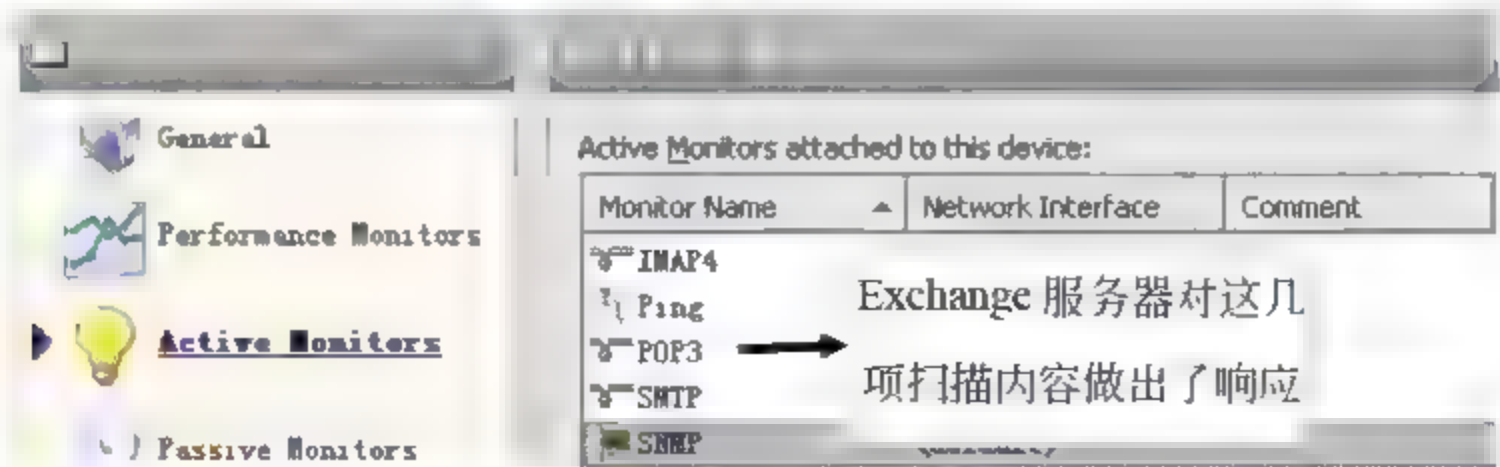 General
Performance Monitors
Active Monitors
Passive Monitors
Active Monitors attached to this device:
Monitor Name Network Interface Comment
IMAP4
Ping
POP3
SMTP
SNMP
Exchange 服务器对这几
项扫描内容做出了响应